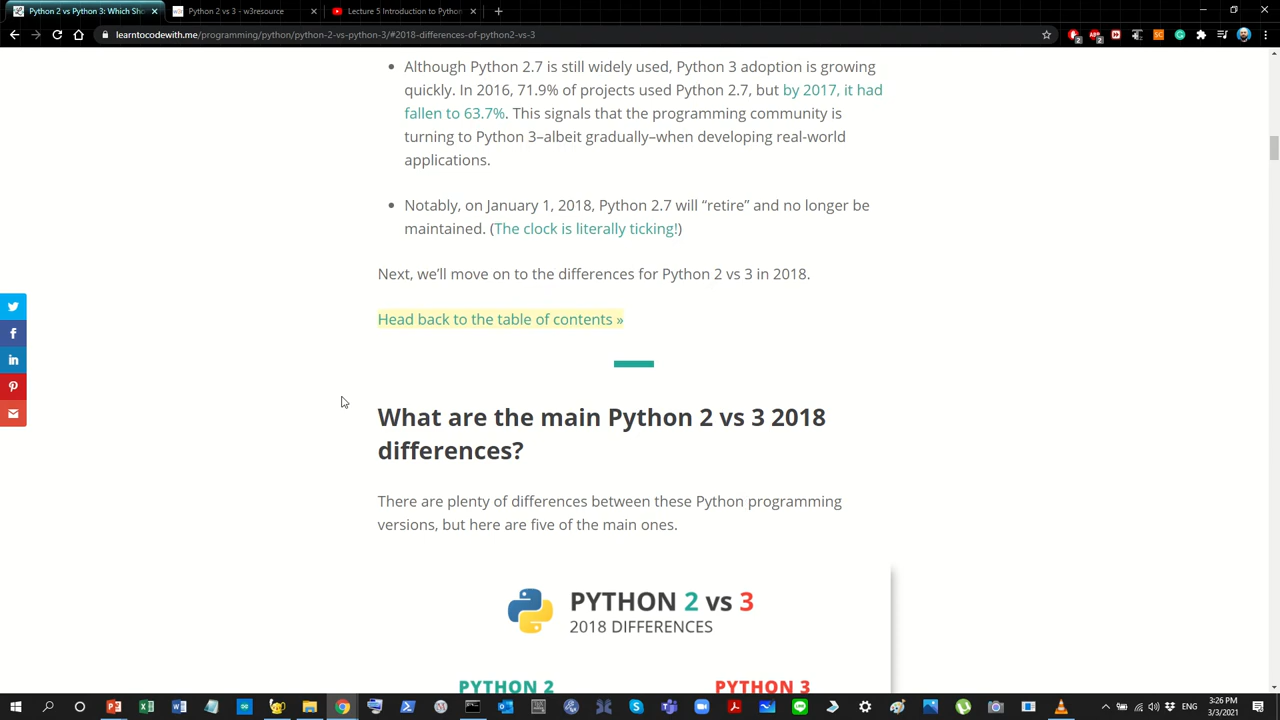 Python 2 vs Python 3: Which Sho
Python 2 vs 3 - w3resource
Lecture 5 Introduction to Python
learntocodewith.me/programming/python/python-2-vs-python-3/#2018-differences-of-python2-vs-3
Although Python 2.7 is still widely used, Python 3 adoption is growing
quickly. In 2016, 71.9% of projects used Python 2.7, but by 2017, it had
fallen to 63.7%. This signals that the programming community is
turning to Python 3–albeit gradually–when developing real-world
applications.
Notably, on January 1, 2018, Python 2.7 will “retire” and no longer be
maintained. (The clock is literally ticking!)
Next, we’ll move on to the differences for Python 2 vs 3 in 2018.
Head back to the table of contents »
What are the main Python 2 vs 3 2018
differences?
There are plenty of differences between these Python programming
versions, but here are five of the main ones.
PYTHON 2 vs 3
2018 DIFFERENCES
PYTHON 2
PYTHON 3
ENG
3:26 PM
3/3/2021